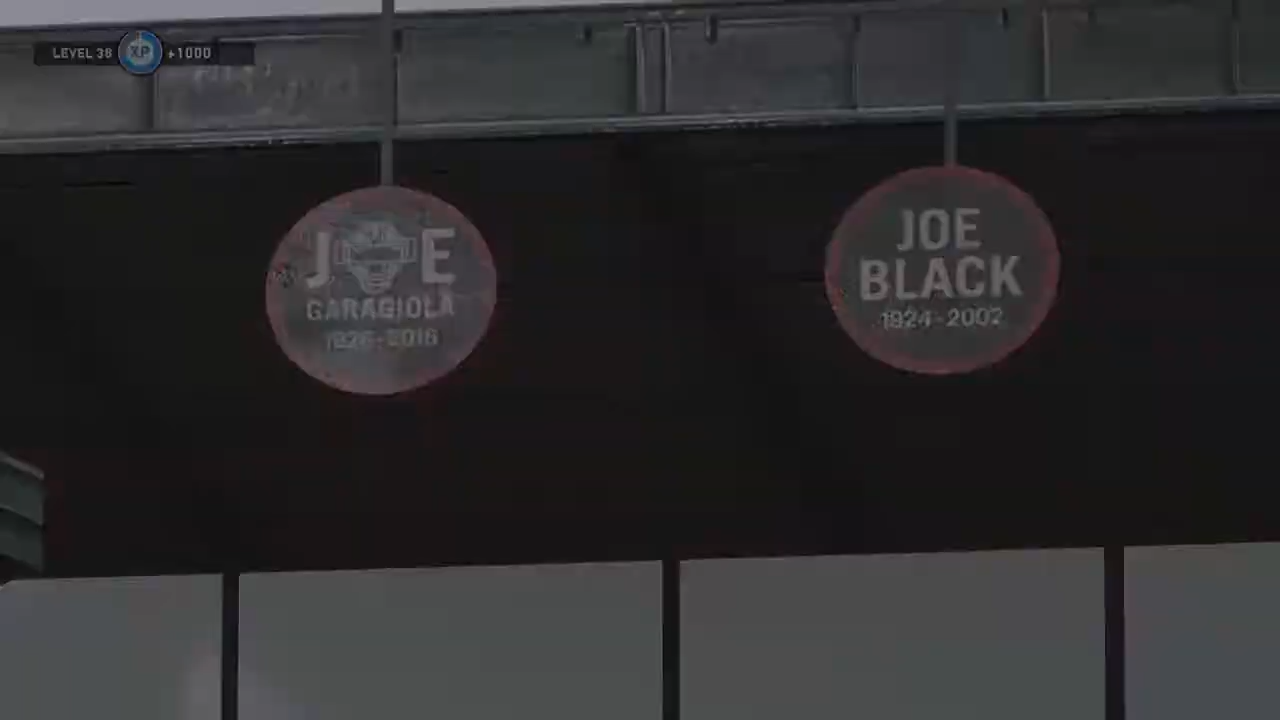 LEVEL 38 XP +1000
JOE
GARAGIOLA
1926-2016
JOE
BLACK
1924-2002